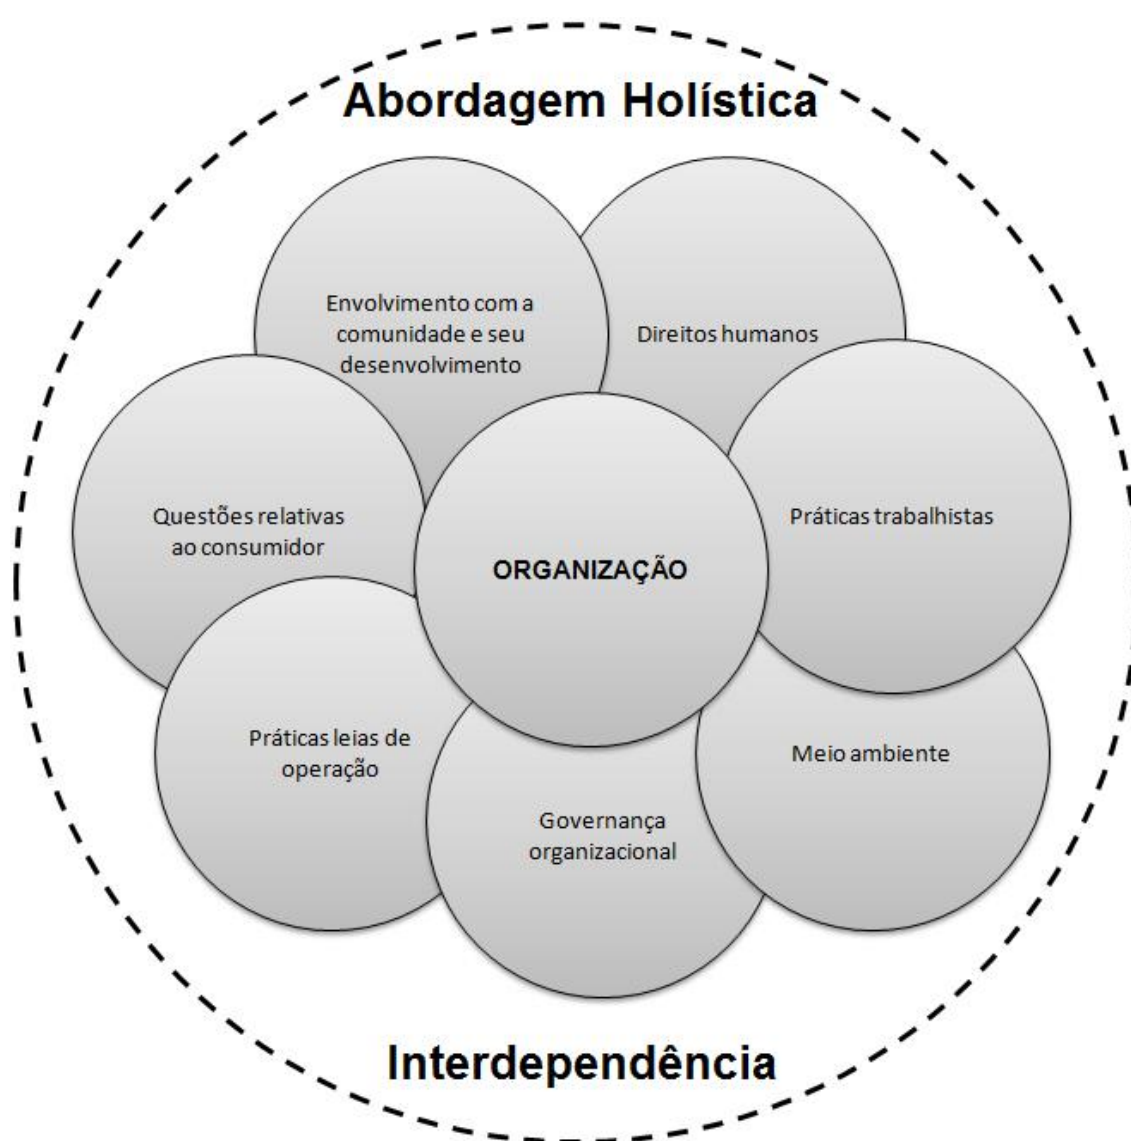 Abordagem Holística
Envolvimento com a
comunidade e seu
desenvolvimento
Direitos humanos
Questões relativas
ao consumidor
Práticas trabalhistas
ORGANIZAÇÃO
Práticas leias de
operação
Meio ambiente
Governança
organizacional
Interdependência